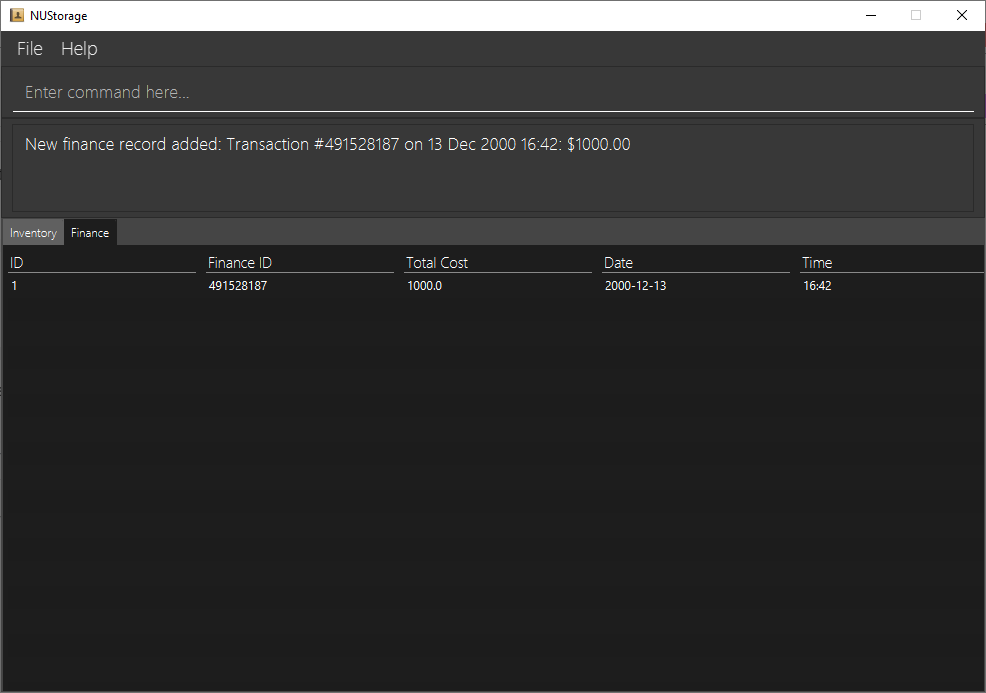 NUStorage
File Help
Enter command here...
New finance record added: Transaction #491528187 on 13 Dec 2000 16:42: $1000.00
Inventory Finance
ID Finance ID Total Cost Date Time
1 491528187 1000.0 2000-12-13 16:42